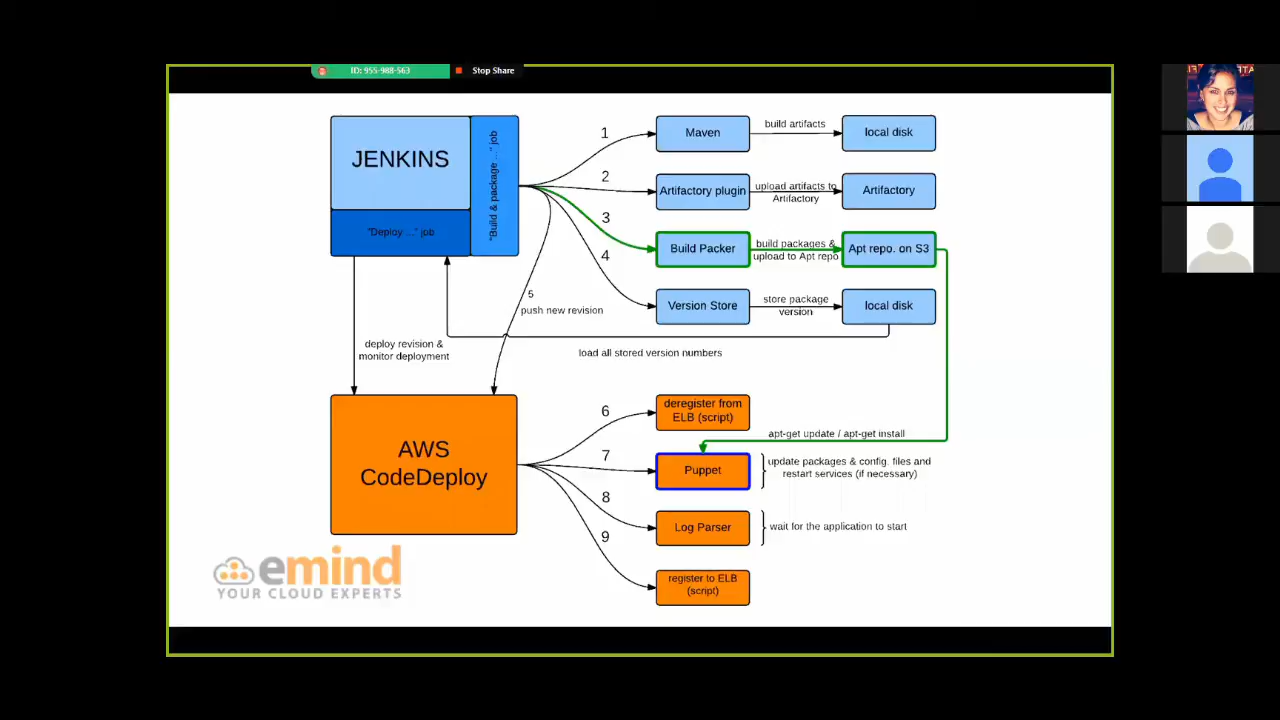 ID: 955-988-563
Stop Share
JENKINS
"Deploy ..." job
"Build & package ..." job
1
Maven
build artifacts
local disk
2
Artifactory plugin
upload artifacts to
Artifactory
Artifactory
3
Build Packer
build packages &
upload to Apt repo
Apt repo. on S3
4
Version Store
store package
version
local disk
5
push new revision
deploy revision &
monitor deployment
load all stored version numbers
AWS
CodeDeploy
6
deregister from
ELB (script)
apt-get update / apt-get install
7
Puppet
update packages & config. files and
restart services (if necessary)
8
Log Parser
wait for the application to start
9
register to ELB
(script)
emind
YOUR CLOUD EXPERTS